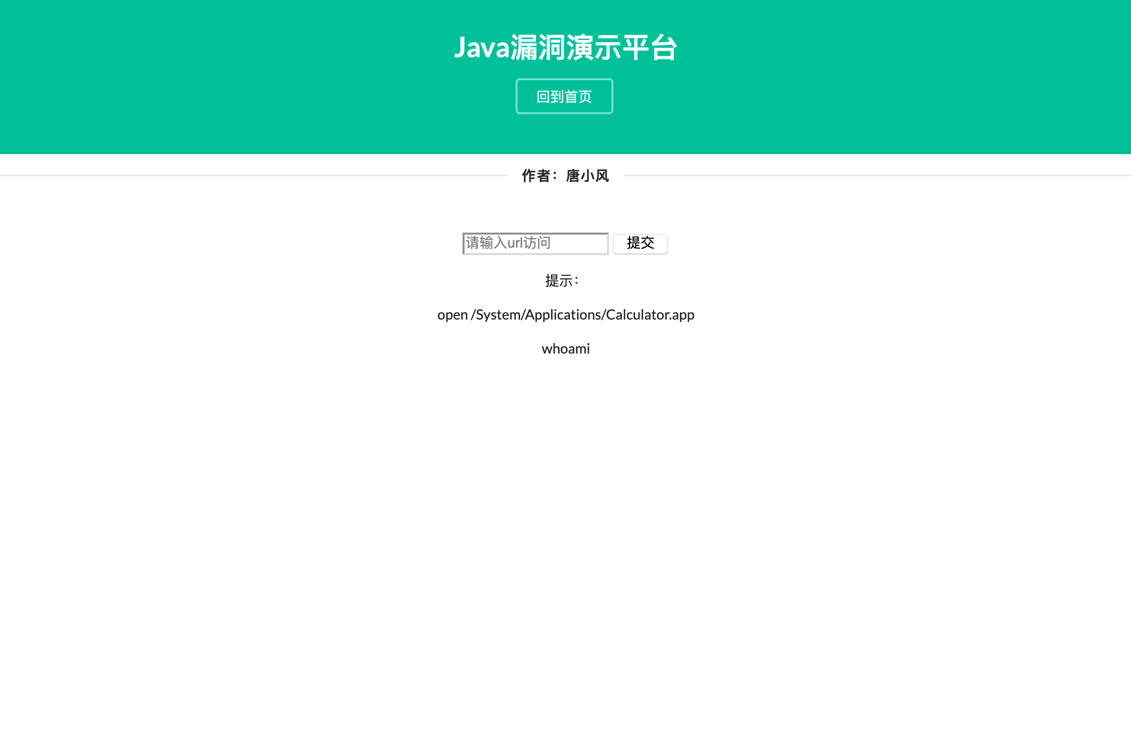 Java漏洞演示平台
回到首页
作者：唐小风
请输入url访问 提交
提示：
open /System/Applications/Calculator.app
whoami